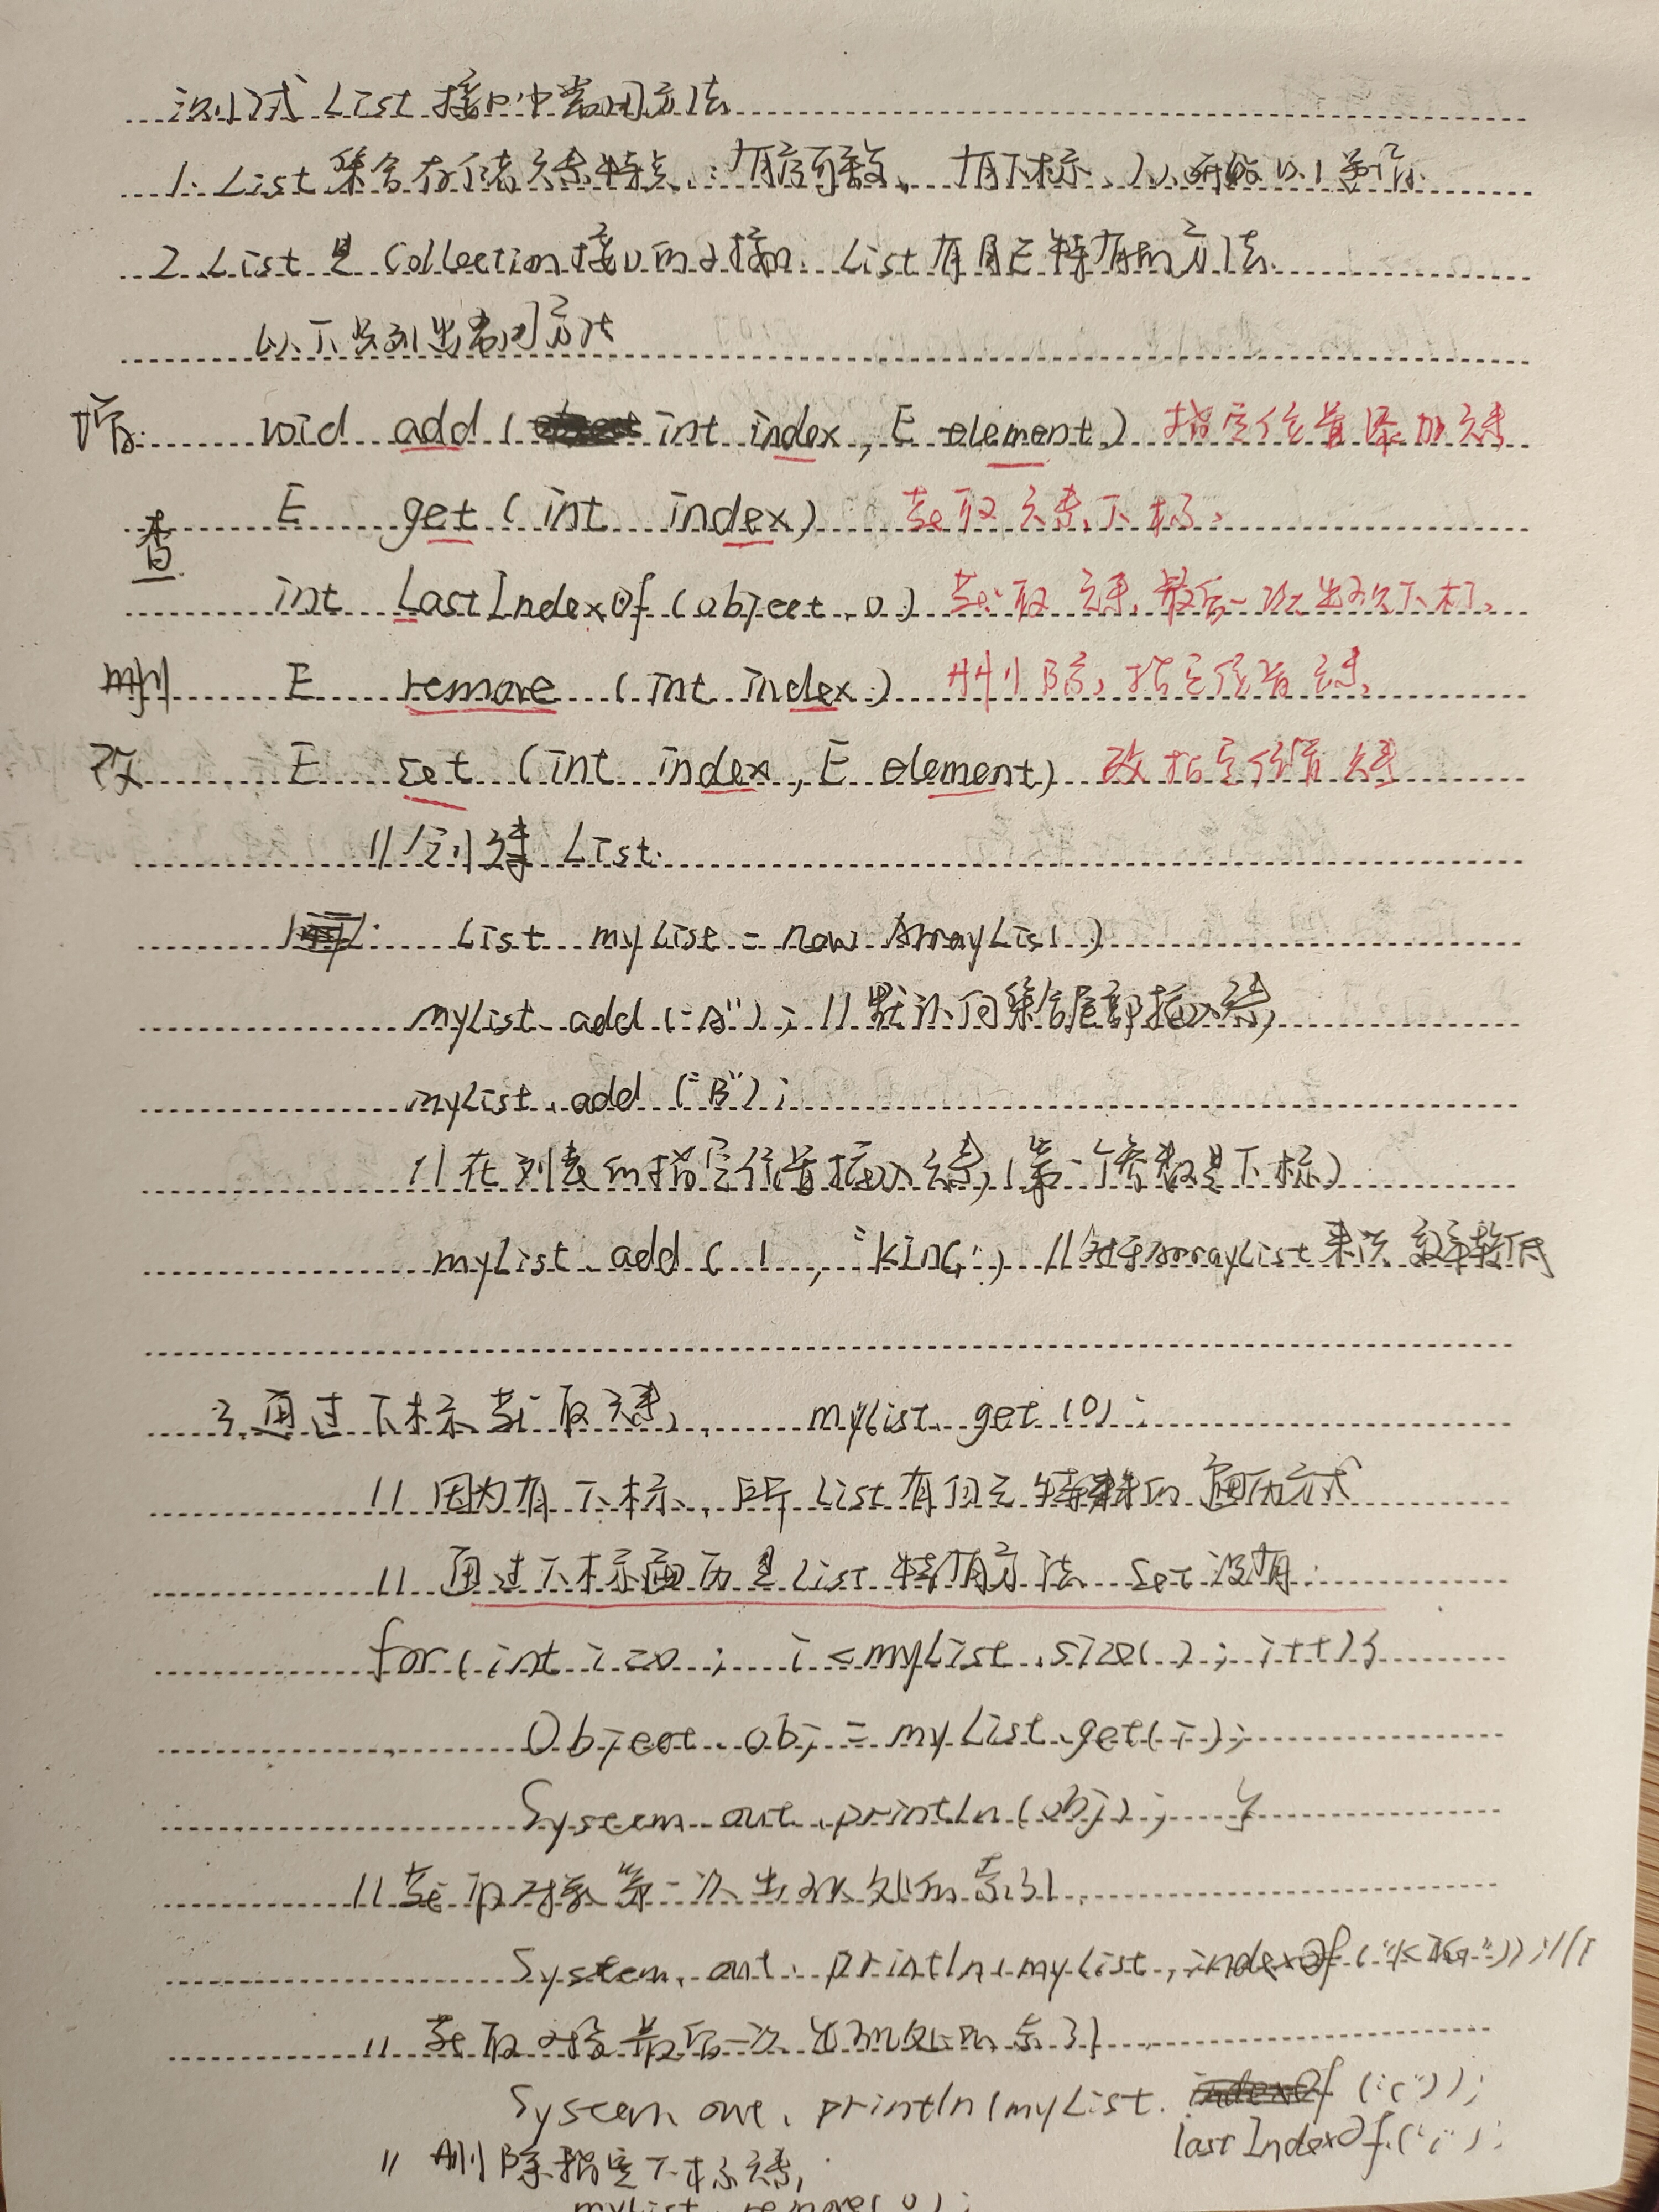 测试List接口中常用方法
1. List集合存储元素特点：有序可重复，有下标，从0开始以1递增。
2. List是Collection接口的子接口. List有自己特有的方法.
以下只列出常用方法
增 void add (int index, E element) 指定位置添加元素
E get (int index) 获取元素下标。
查
int LastIndexOf (object o) 获取元素最后一次出现下标。
删 E remove (int index) 删除指定位置元素
改 E set (int index, E element) 改指定位置元素
// 创建 List.
List myList = new ArrayList()
myList.add("A"); // 默认向集合尾部插入元素
myList.add("B");
// 在列表的指定位置插入元素(第一个参数是下标)
myList.add(1, "king") // 对于ArrayList来说效率较低
3. 通过下标获取元素, myList.get(0);
// 因为有下标、所以List有自己特殊的遍历方式
// 通过下标遍历是List特有方法 Set没有.
for(int i=0; i<myList.size(); i++){
Object obj = myList.get(i);
System.out.println(obj); }
// 获取对象第一次出现处的索引
System.out.println(myList.indexOf("King")); //1
// 获取对象最后一次出现处的索引
System.out.println(myList. indexOf("c"));
lastIndexOf("c");
// 删除指定下标元素,
myList.remove(0);